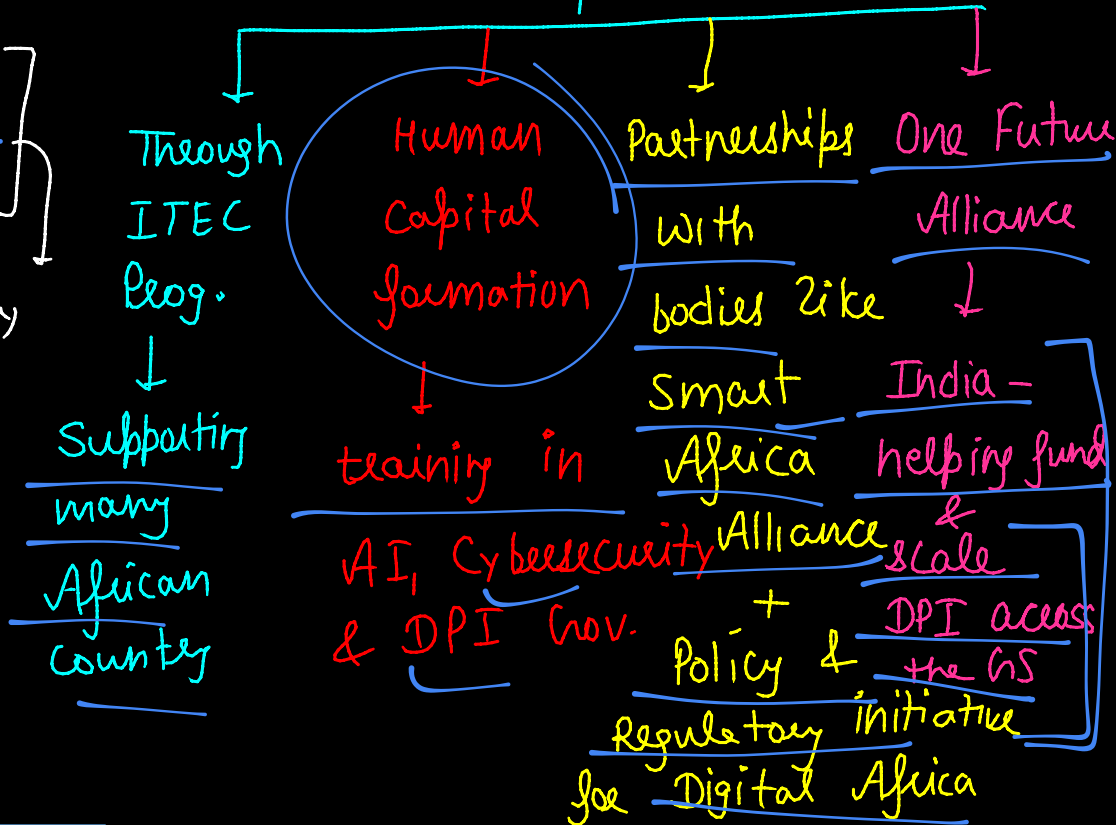 Through
ITEC
Prog.
Supporting
many
African
country
Human
Capital
formation
training in
AI, Cybersecurity
& DPI Gov.
Partnerships
with
bodies like
Smart
Africa
Alliance
+
Policy &
Regulatory initiative
for Digital Africa
One Future
Alliance
India -
helping fund
&
scale
DPI across
the GS